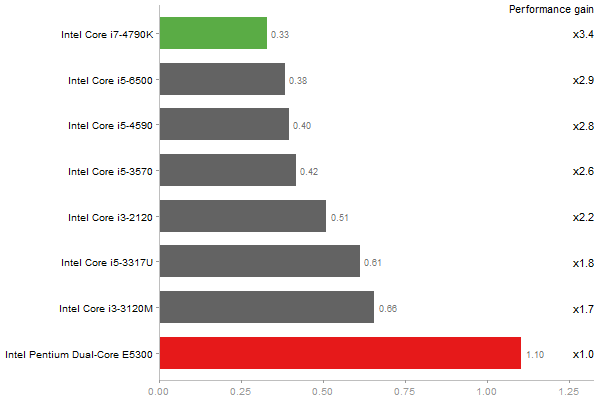 Performance gain
Intel Core i7-4790K 0.33 x3.4
Intel Core i5-6500 0.38 x2.9
Intel Core i5-4590 0.40 x2.8
Intel Core i5-3570 0.42 x2.6
Intel Core i3-2120 0.51 x2.2
Intel Core i5-3317U 0.61 x1.8
Intel Core i3-3120M 0.66 x1.7
Intel Pentium Dual-Core E5300 1.10 x1.0
0.00 0.25 0.50 0.75 1.00 1.25